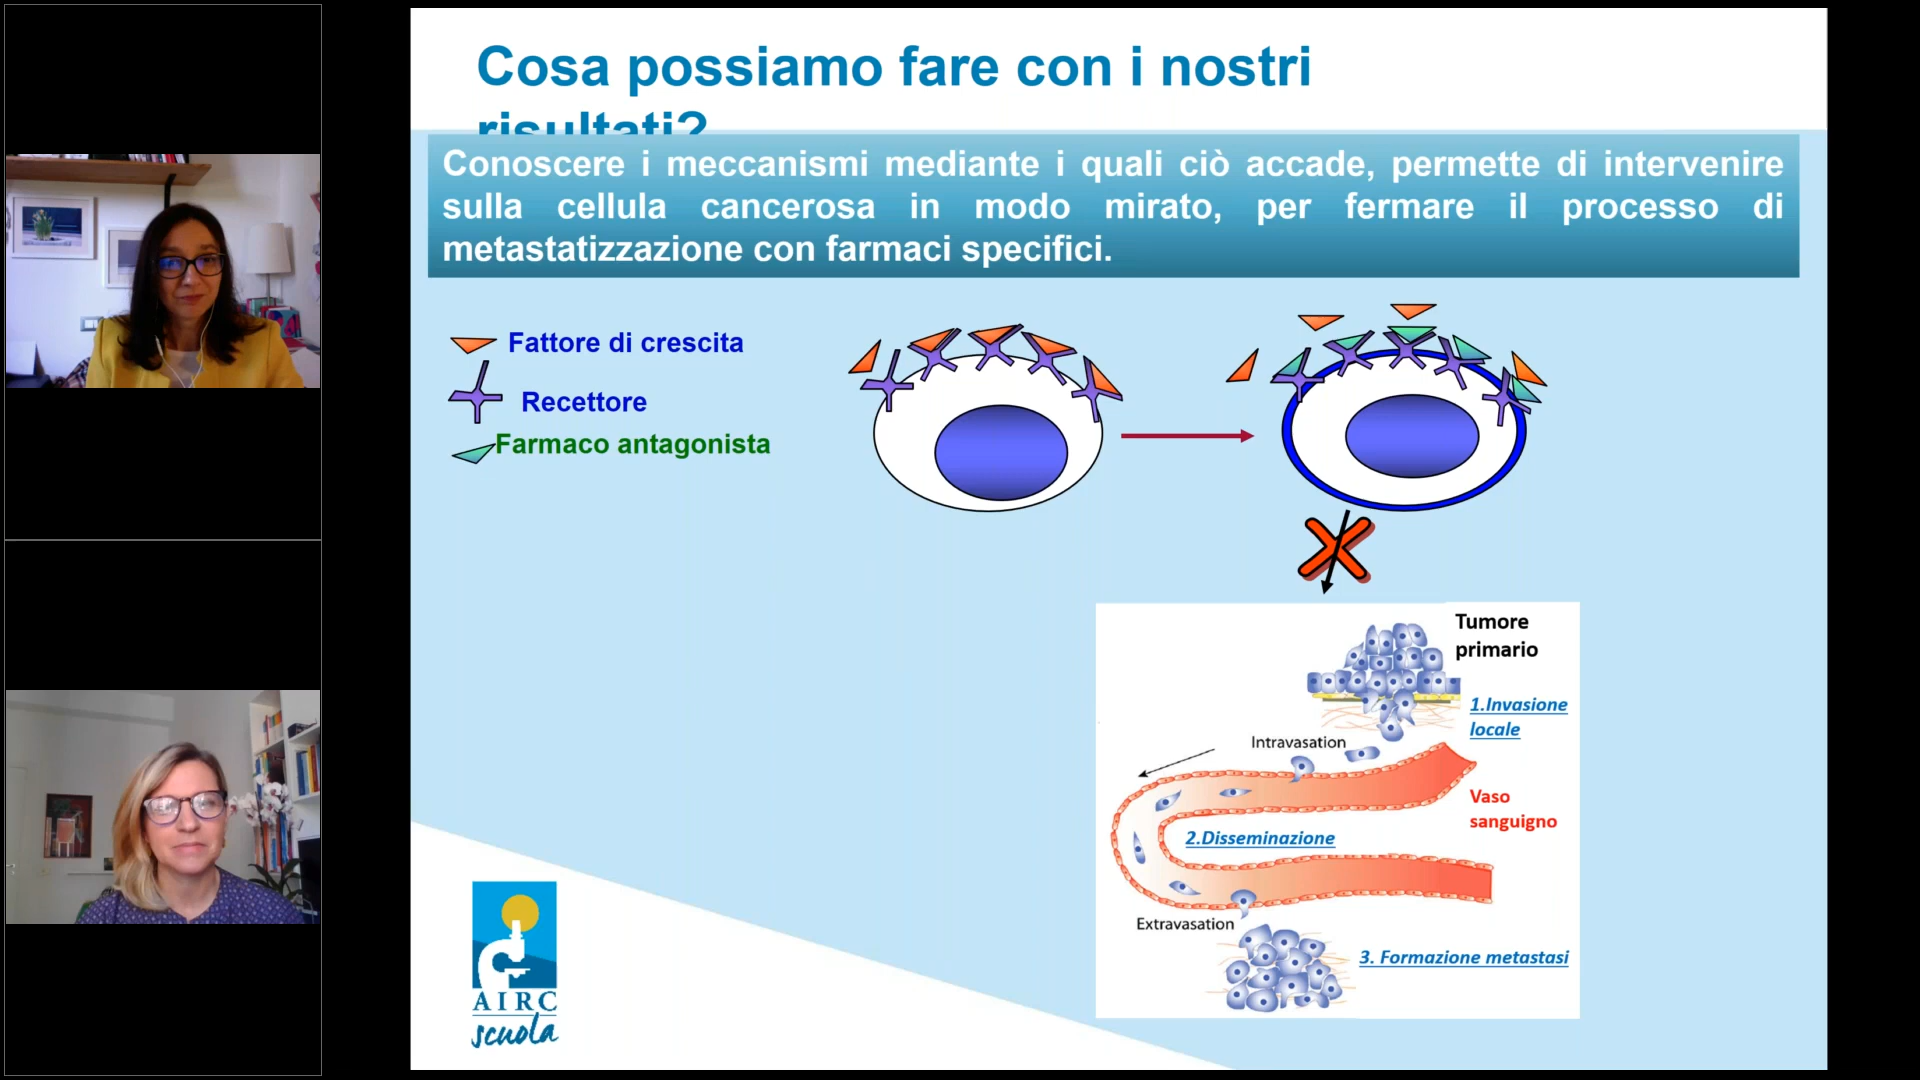 Cosa possiamo fare con i nostri
risultati?
Conoscere i meccanismi mediante i quali ciò accade, permette di intervenire
sulla cellula cancerosa in modo mirato, per fermare il processo di
metastatizzazione con farmaci specifici.
Fattore di crescita
Recettore
Farmaco antagonista
Tumore
primario
1.Invasione
locale
Intravasation
Vaso
sanguigno
2.Disseminazione
Extravasation
3. Formazione metastasi
AIRC
scuola